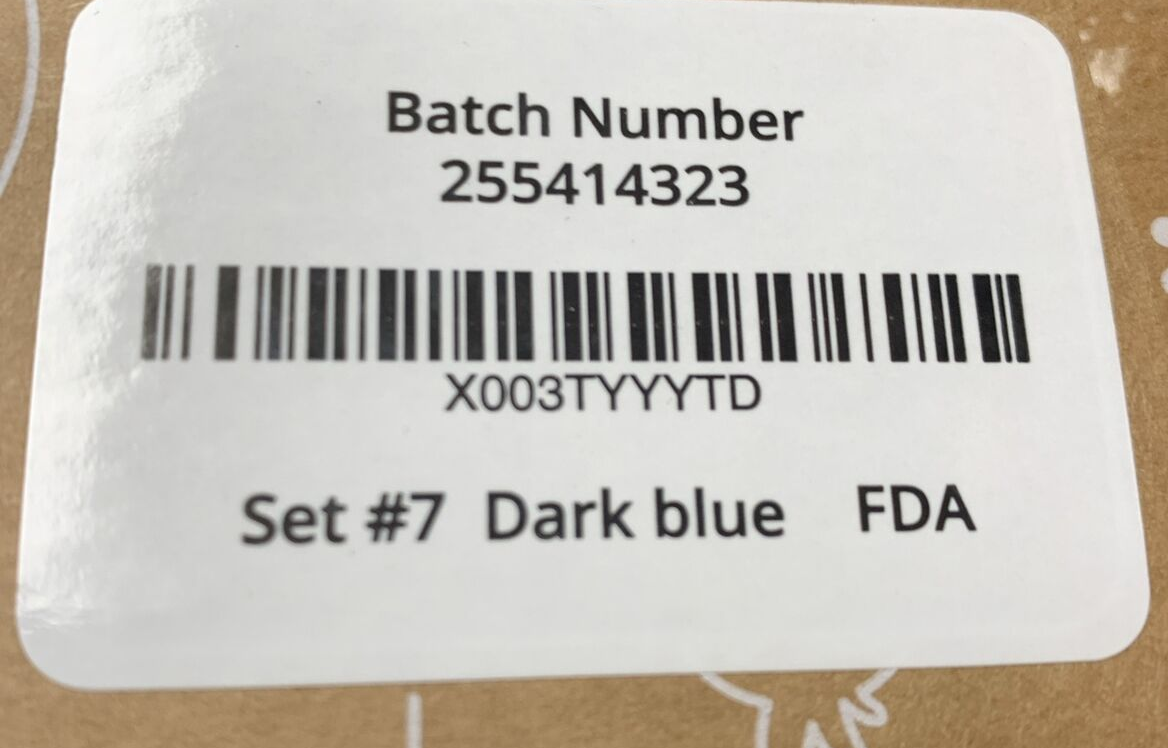 Batch Number
255414323
X003TYYYTD
Set #7 Dark blue FDA